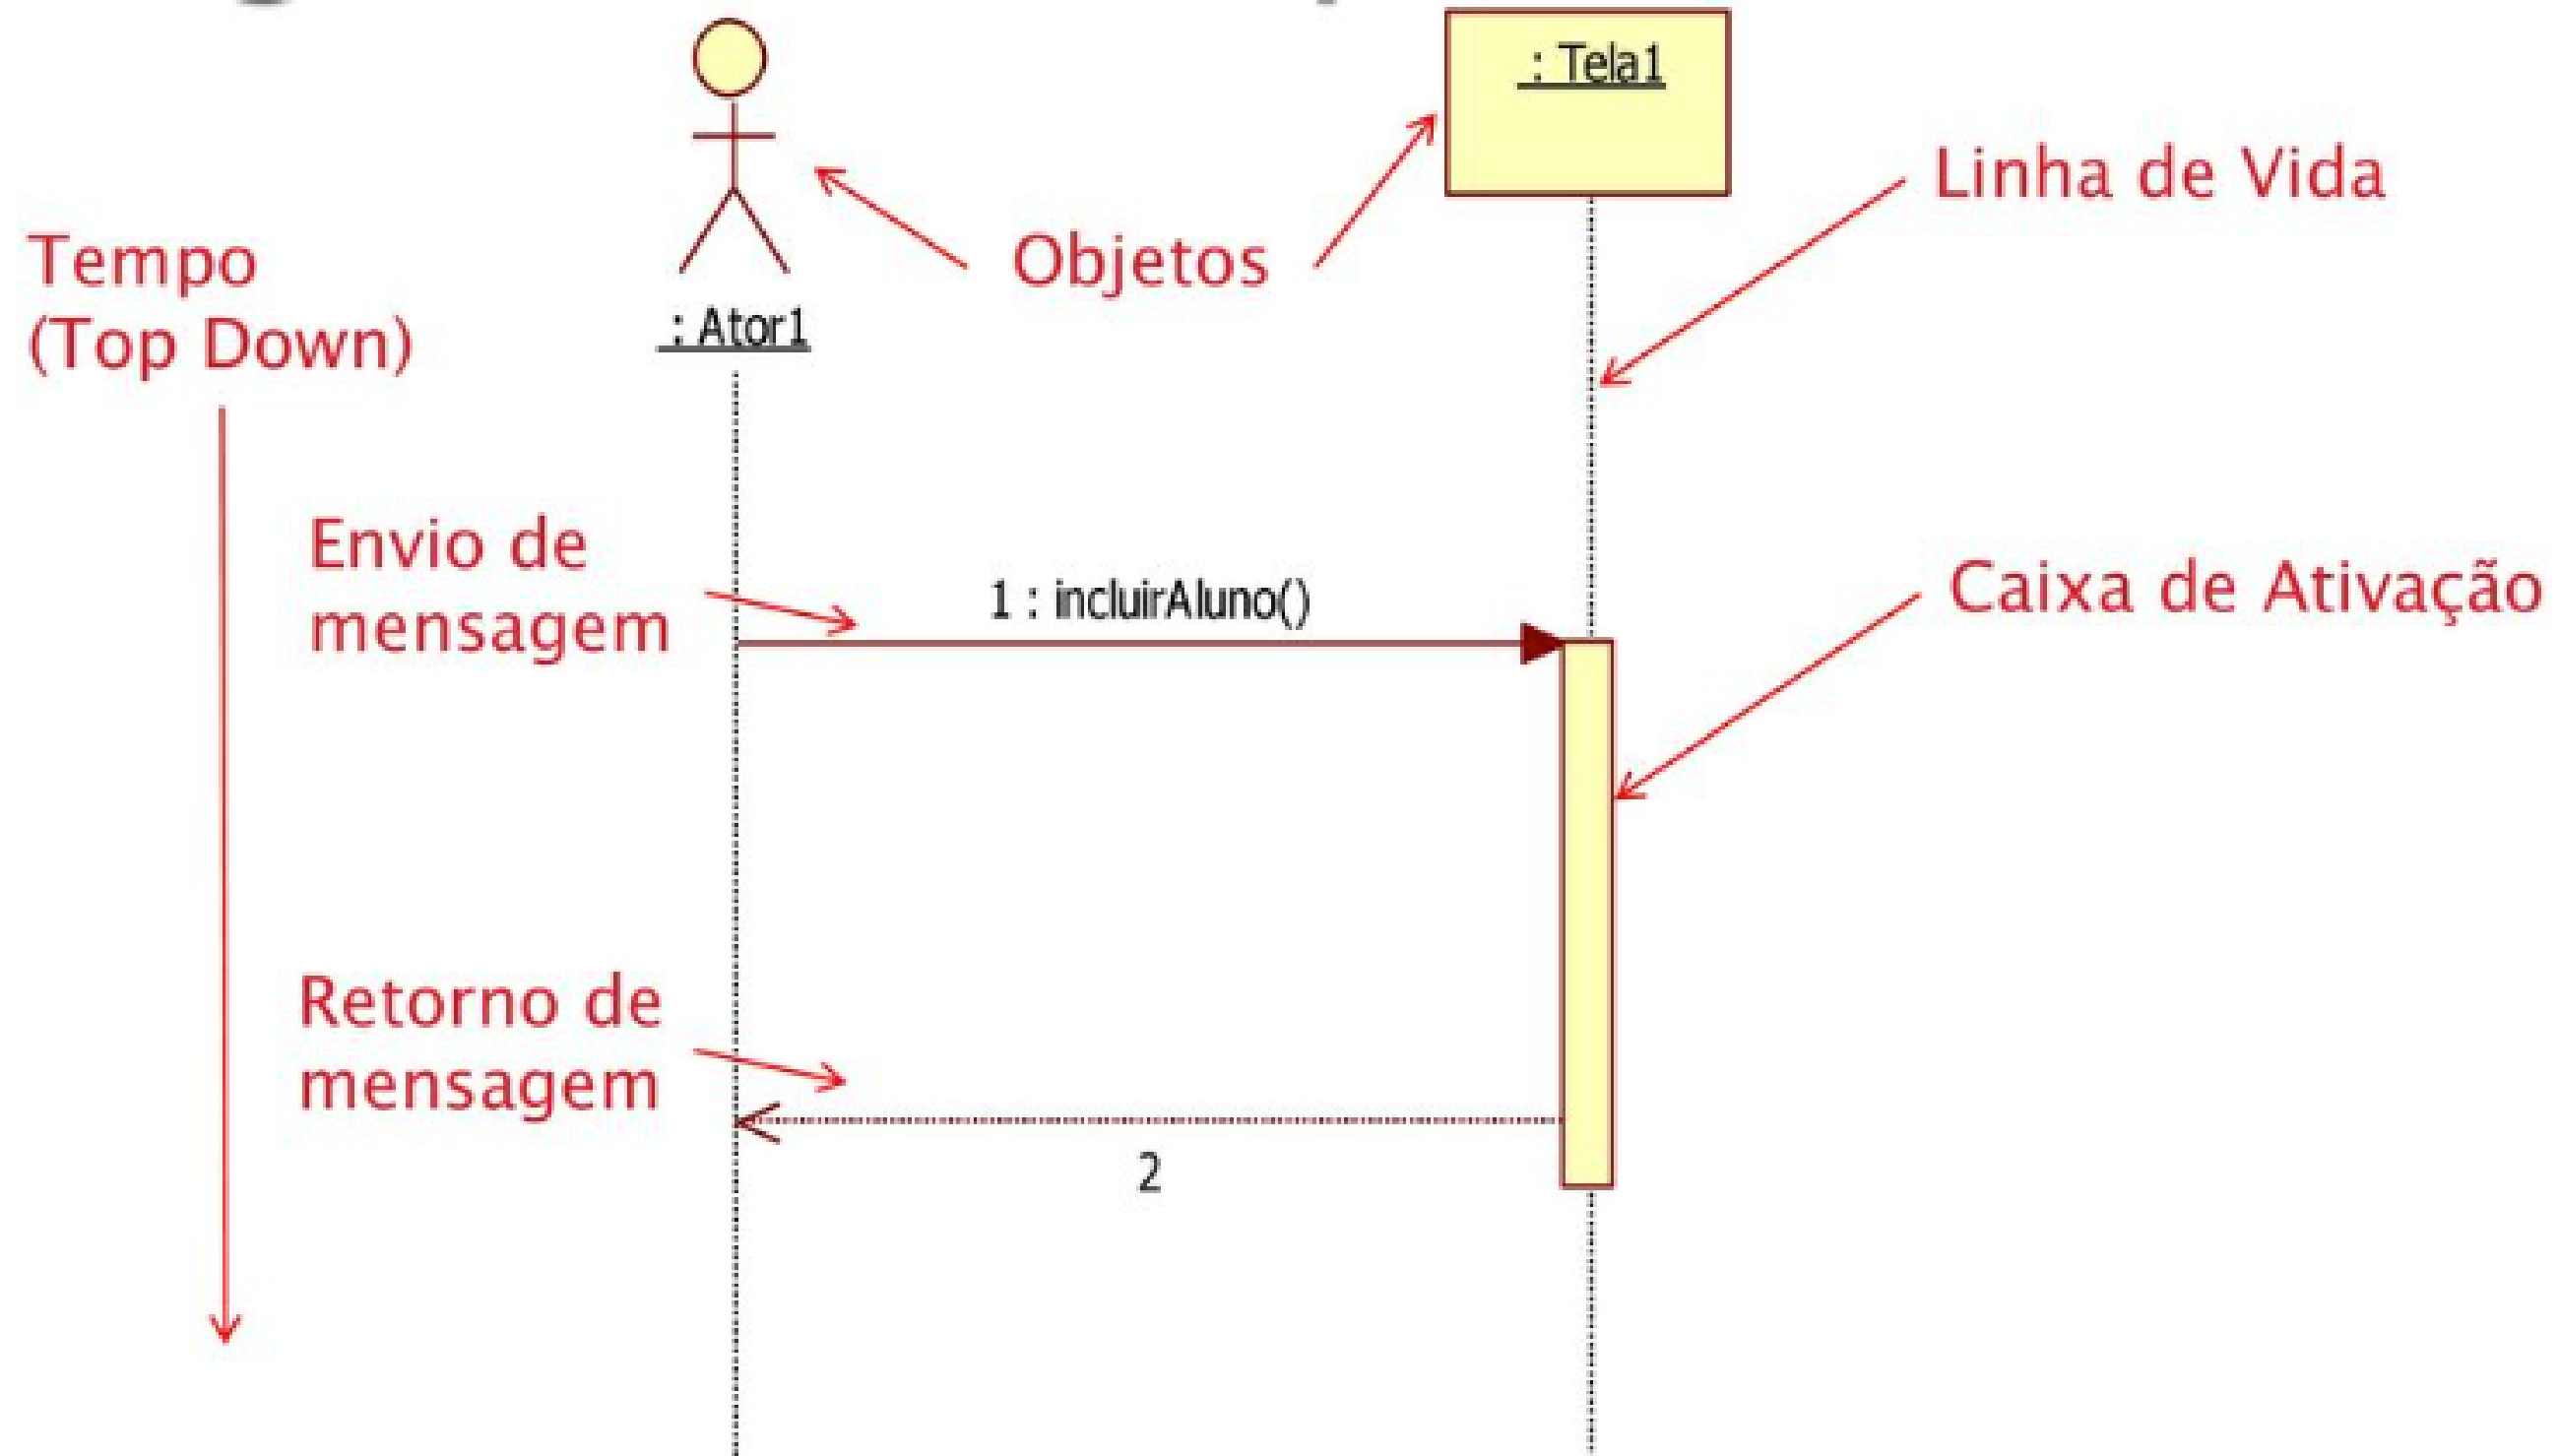 : Tela1
Linha de Vida
Objetos
Tempo
(Top Down)
: Ator1
Envio de
mensagem
1 : incluirAluno()
Caixa de Ativação
Retorno de
mensagem
2